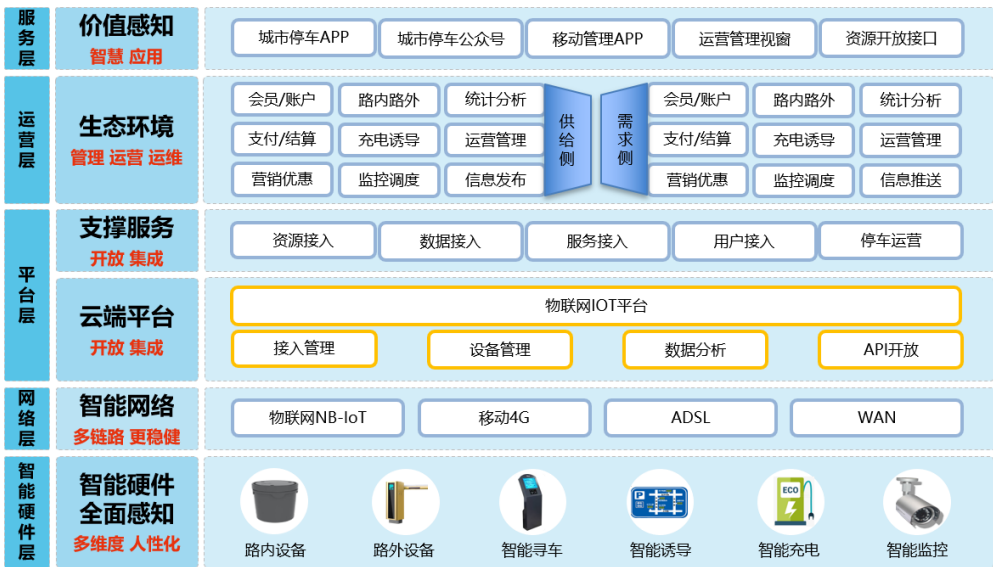 服务层
价值感知
智慧 应用
城市停车APP
城市停车公众号
移动管理APP
运营管理视窗
资源开放接口
运营层
生态环境
管理 运营 运维
会员/账户
路内路外
统计分析
支付/结算
充电诱导
运营管理
营销优惠
监控调度
信息发布
供给侧
需求侧
会员/账户
路内路外
统计分析
支付/结算
充电诱导
运营管理
营销优惠
监控调度
信息推送
平台层
支撑服务
开放 集成
资源接入
数据接入
服务接入
用户接入
停车运营
云端平台
开放 集成
物联网IOT平台
接入管理
设备管理
数据分析
API开放
网络层
智能网络
多链路 更稳健
物联网NB-IoT
移动4G
ADSL
WAN
智能硬件层
智能硬件
全面感知
多维度 人性化
P
ECO
路内设备
路外设备
智能寻车
智能诱导
智能充电
智能监控